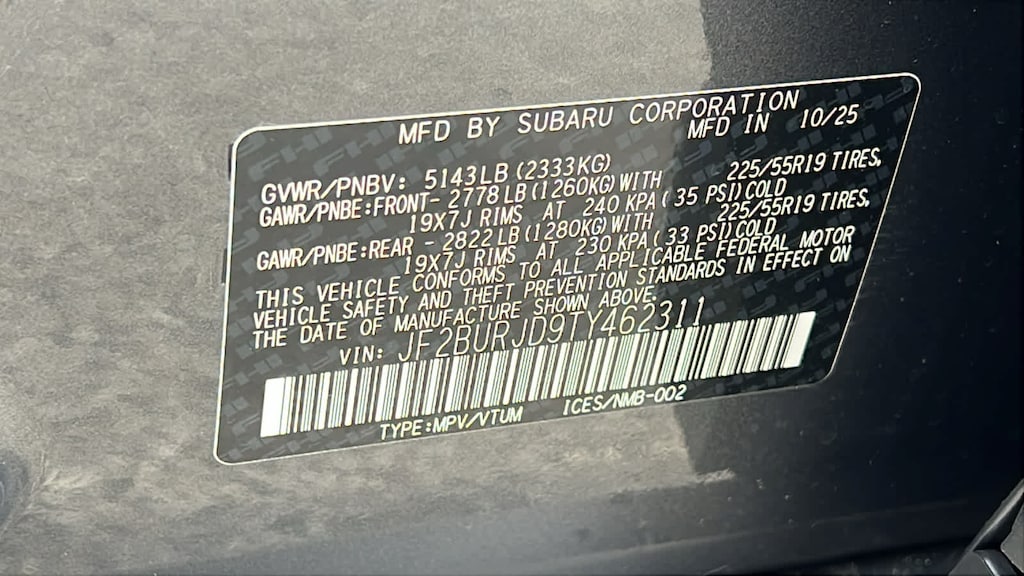 MFD BY SUBARU CORPORATION
MFD IN 10/25
GVWR/PNBV: 5143LB (2333KG)
GAWR/PNBE:FRONT- 2778 LB (1260KG) WITH 225/55R19 TIRES,
19X7J RIMS AT 240 KPA ( 35 PSI) COLD
GAWR/PNBE:REAR - 2822 LB (1280KG) WITH 225/55R19 TIRES,
19X7J RIMS AT 230 KPA ( 33 PSI) COLD
THIS VEHICLE CONFORMS TO ALL APPLICABLE FEDERAL MOTOR
VEHICLE SAFETY AND THEFT PREVENTION STANDARDS IN EFFECT ON
THE DATE OF MANUFACTURE SHOWN ABOVE.
VIN: JF2BURJD9TY462311
TYPE:MPV/VTUM ICES/NMB-002